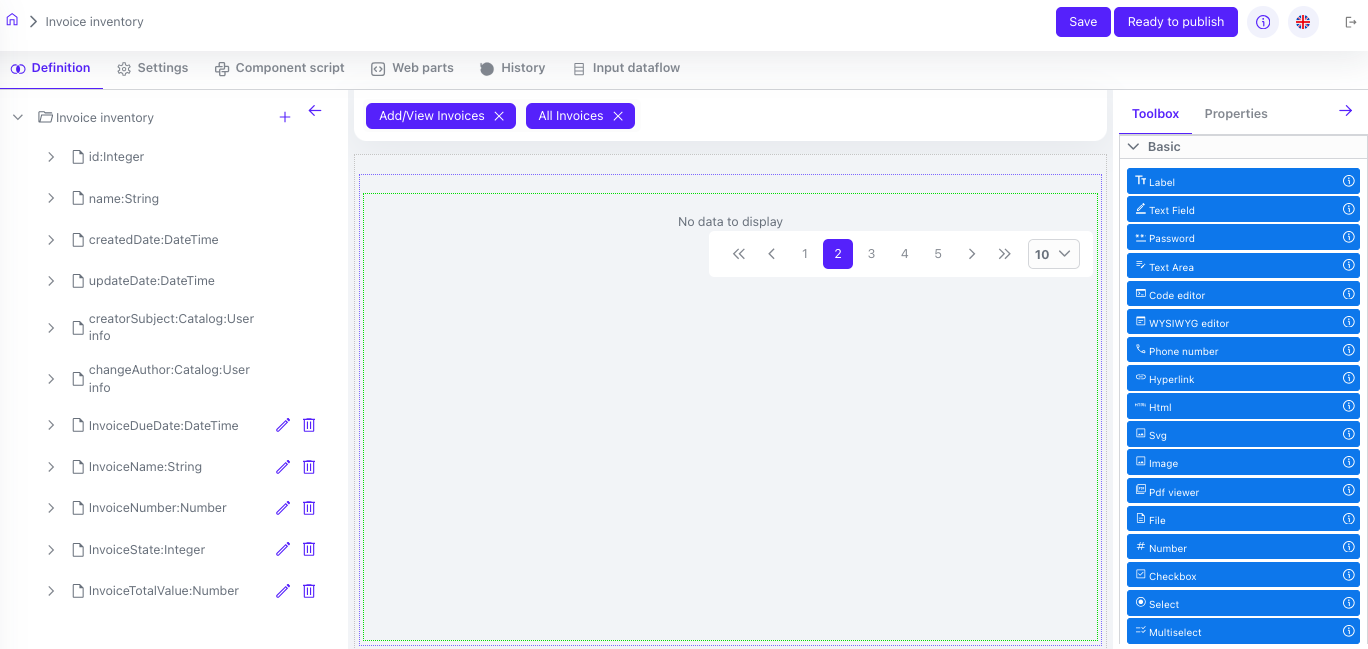 Invoice inventory
Save
Ready to publish
Definition
Settings
Component script
Web parts
History
Input dataflow
Invoice inventory
id:Integer
name:String
createdDate:DateTime
updateDate:DateTime
creatorSubject:Catalog:User
info
changeAuthor:Catalog:User
info
InvoiceDueDate:DateTime
InvoiceName:String
InvoiceNumber:Number
InvoiceState:Integer
InvoiceTotalValue:Number
Add/View Invoices
All Invoices
No data to display
1 2 3 4 5
10
Toolbox
Properties
Basic
Label
Text Field
Password
Text Area
Code editor
WYSIWYG editor
Phone number
Hyperlink
Html
Svg
Image
Pdf viewer
File
Number
Checkbox
Select
Multiselect